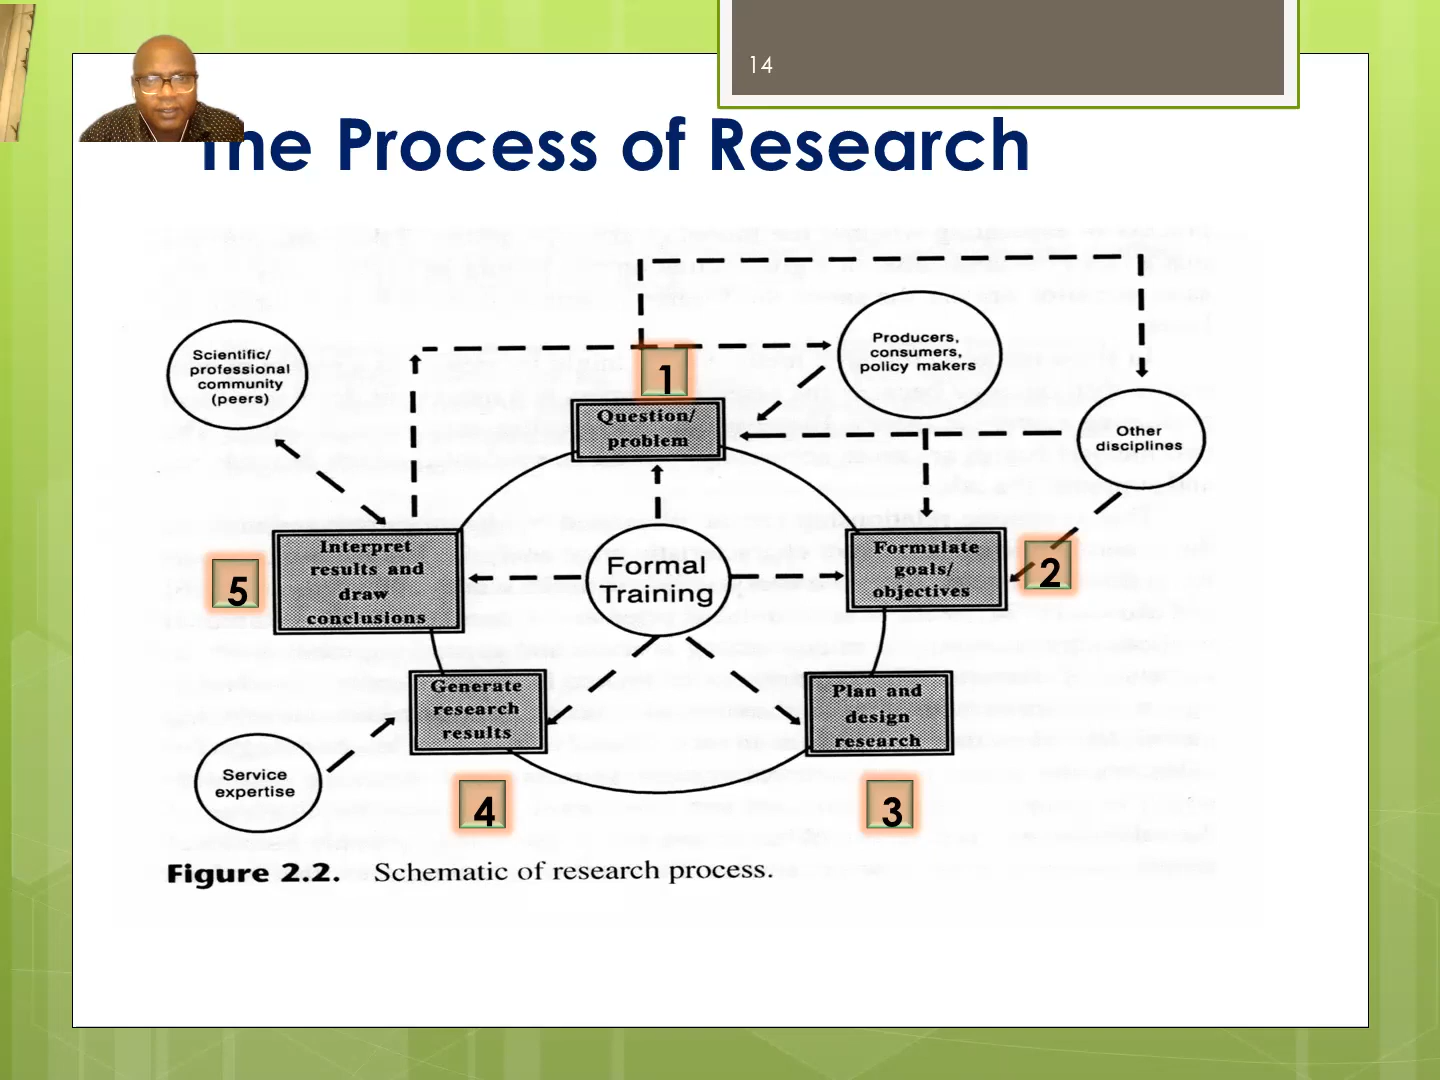 14
The Process of Research
Scientific/
professional
community
(peers)
Producers,
consumers,
policy makers
1
Question/
problem
Other
disciplines
5
Interpret
results and
draw
conclusions
Formal
Training
Formulate
goals/
objectives
2
Generate
research
results
Plan and
design
research
Service
expertise
4
3
Figure 2.2. Schematic of research process.